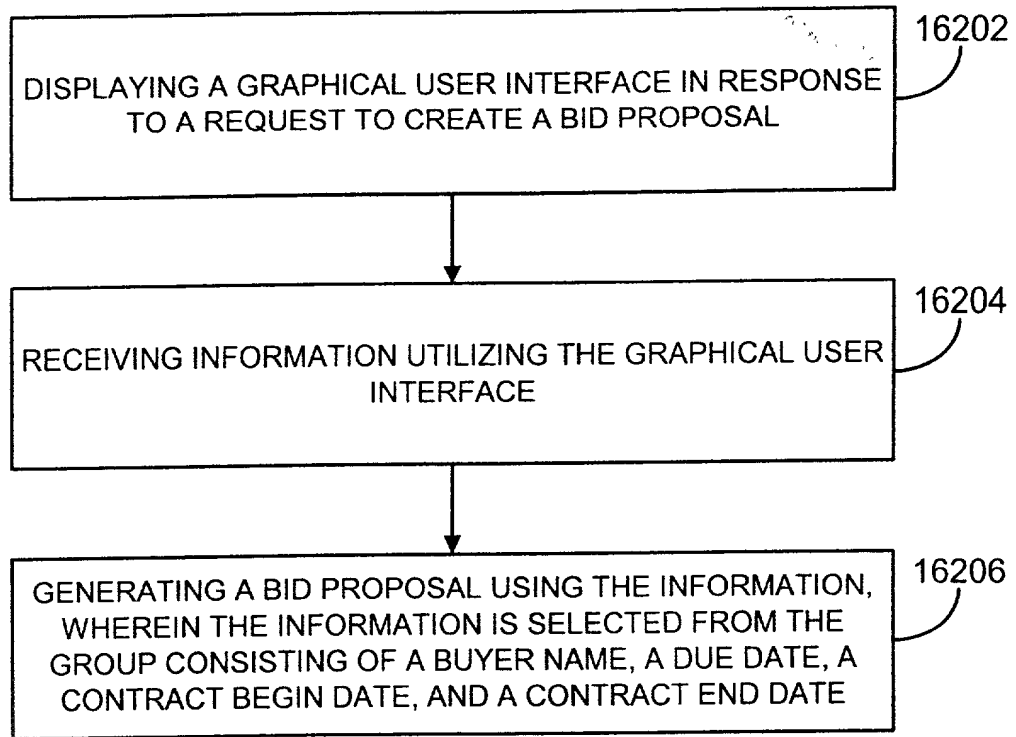 16202
DISPLAYING A GRAPHICAL USER INTERFACE IN RESPONSE
TO A REQUEST TO CREATE A BID PROPOSAL
16204
RECEIVING INFORMATION UTILIZING THE GRAPHICAL USER
INTERFACE
16206
GENERATING A BID PROPOSAL USING THE INFORMATION,
WHEREIN THE INFORMATION IS SELECTED FROM THE
GROUP CONSISTING OF A BUYER NAME, A DUE DATE, A
CONTRACT BEGIN DATE, AND A CONTRACT END DATE